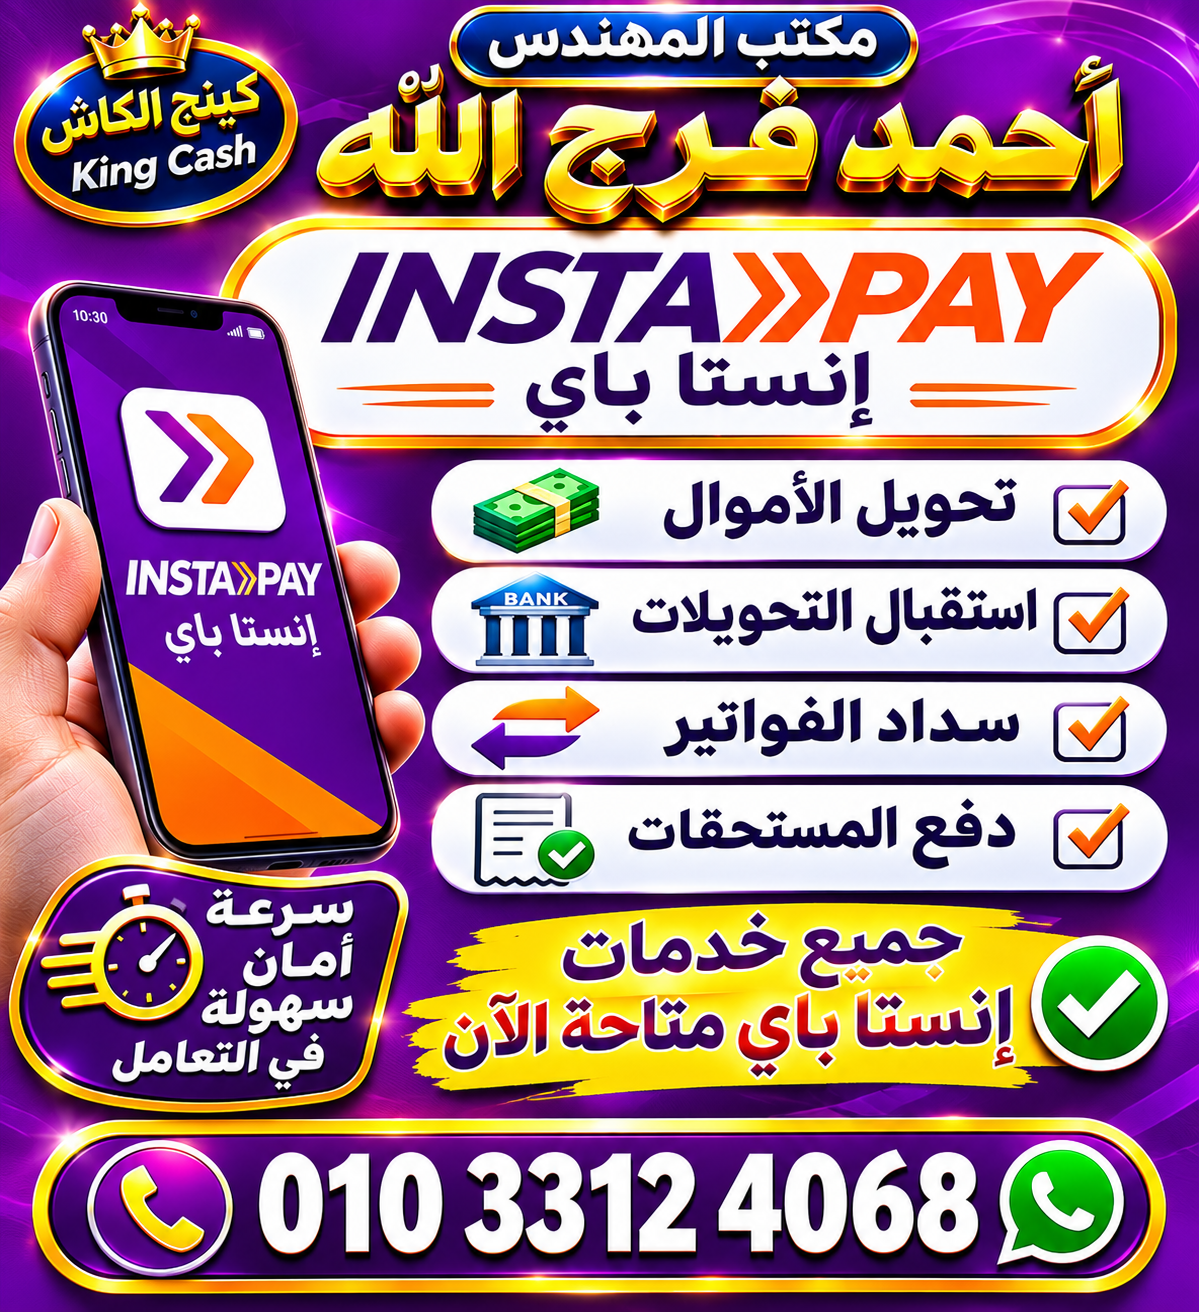 مكتب المهندس
أحمد فرج الله
كينج الكاش
King Cash
INSTAPAY
إنستا باي
10:30
INSTAPAY
إنستا باي
تحويل الأموال
BANK
استقبال التحويلات
سداد الفواتير
دفع المستحقات
سرعة
أمان
سهولة
في التعامل
جميع خدمات
إنستا باي متاحة الآن
010 3312 4068